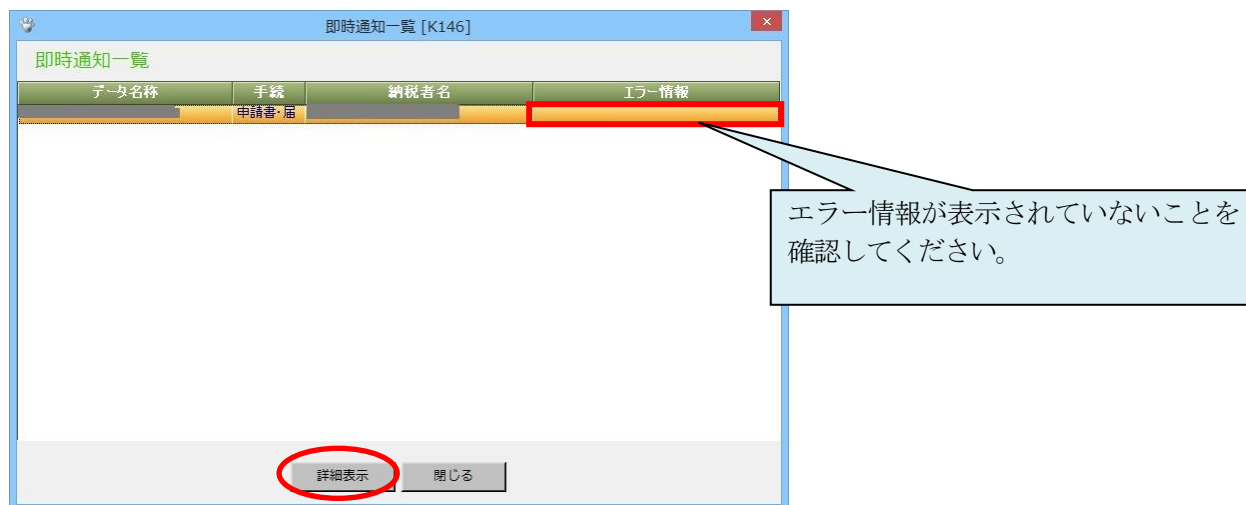 即時通知一覧 [K146]
即時通知一覧
データ名称 手続 納税者名 エラー情報
申請書・届
エラー情報が表示されていないことを
確認してください。
詳細表示 閉じる